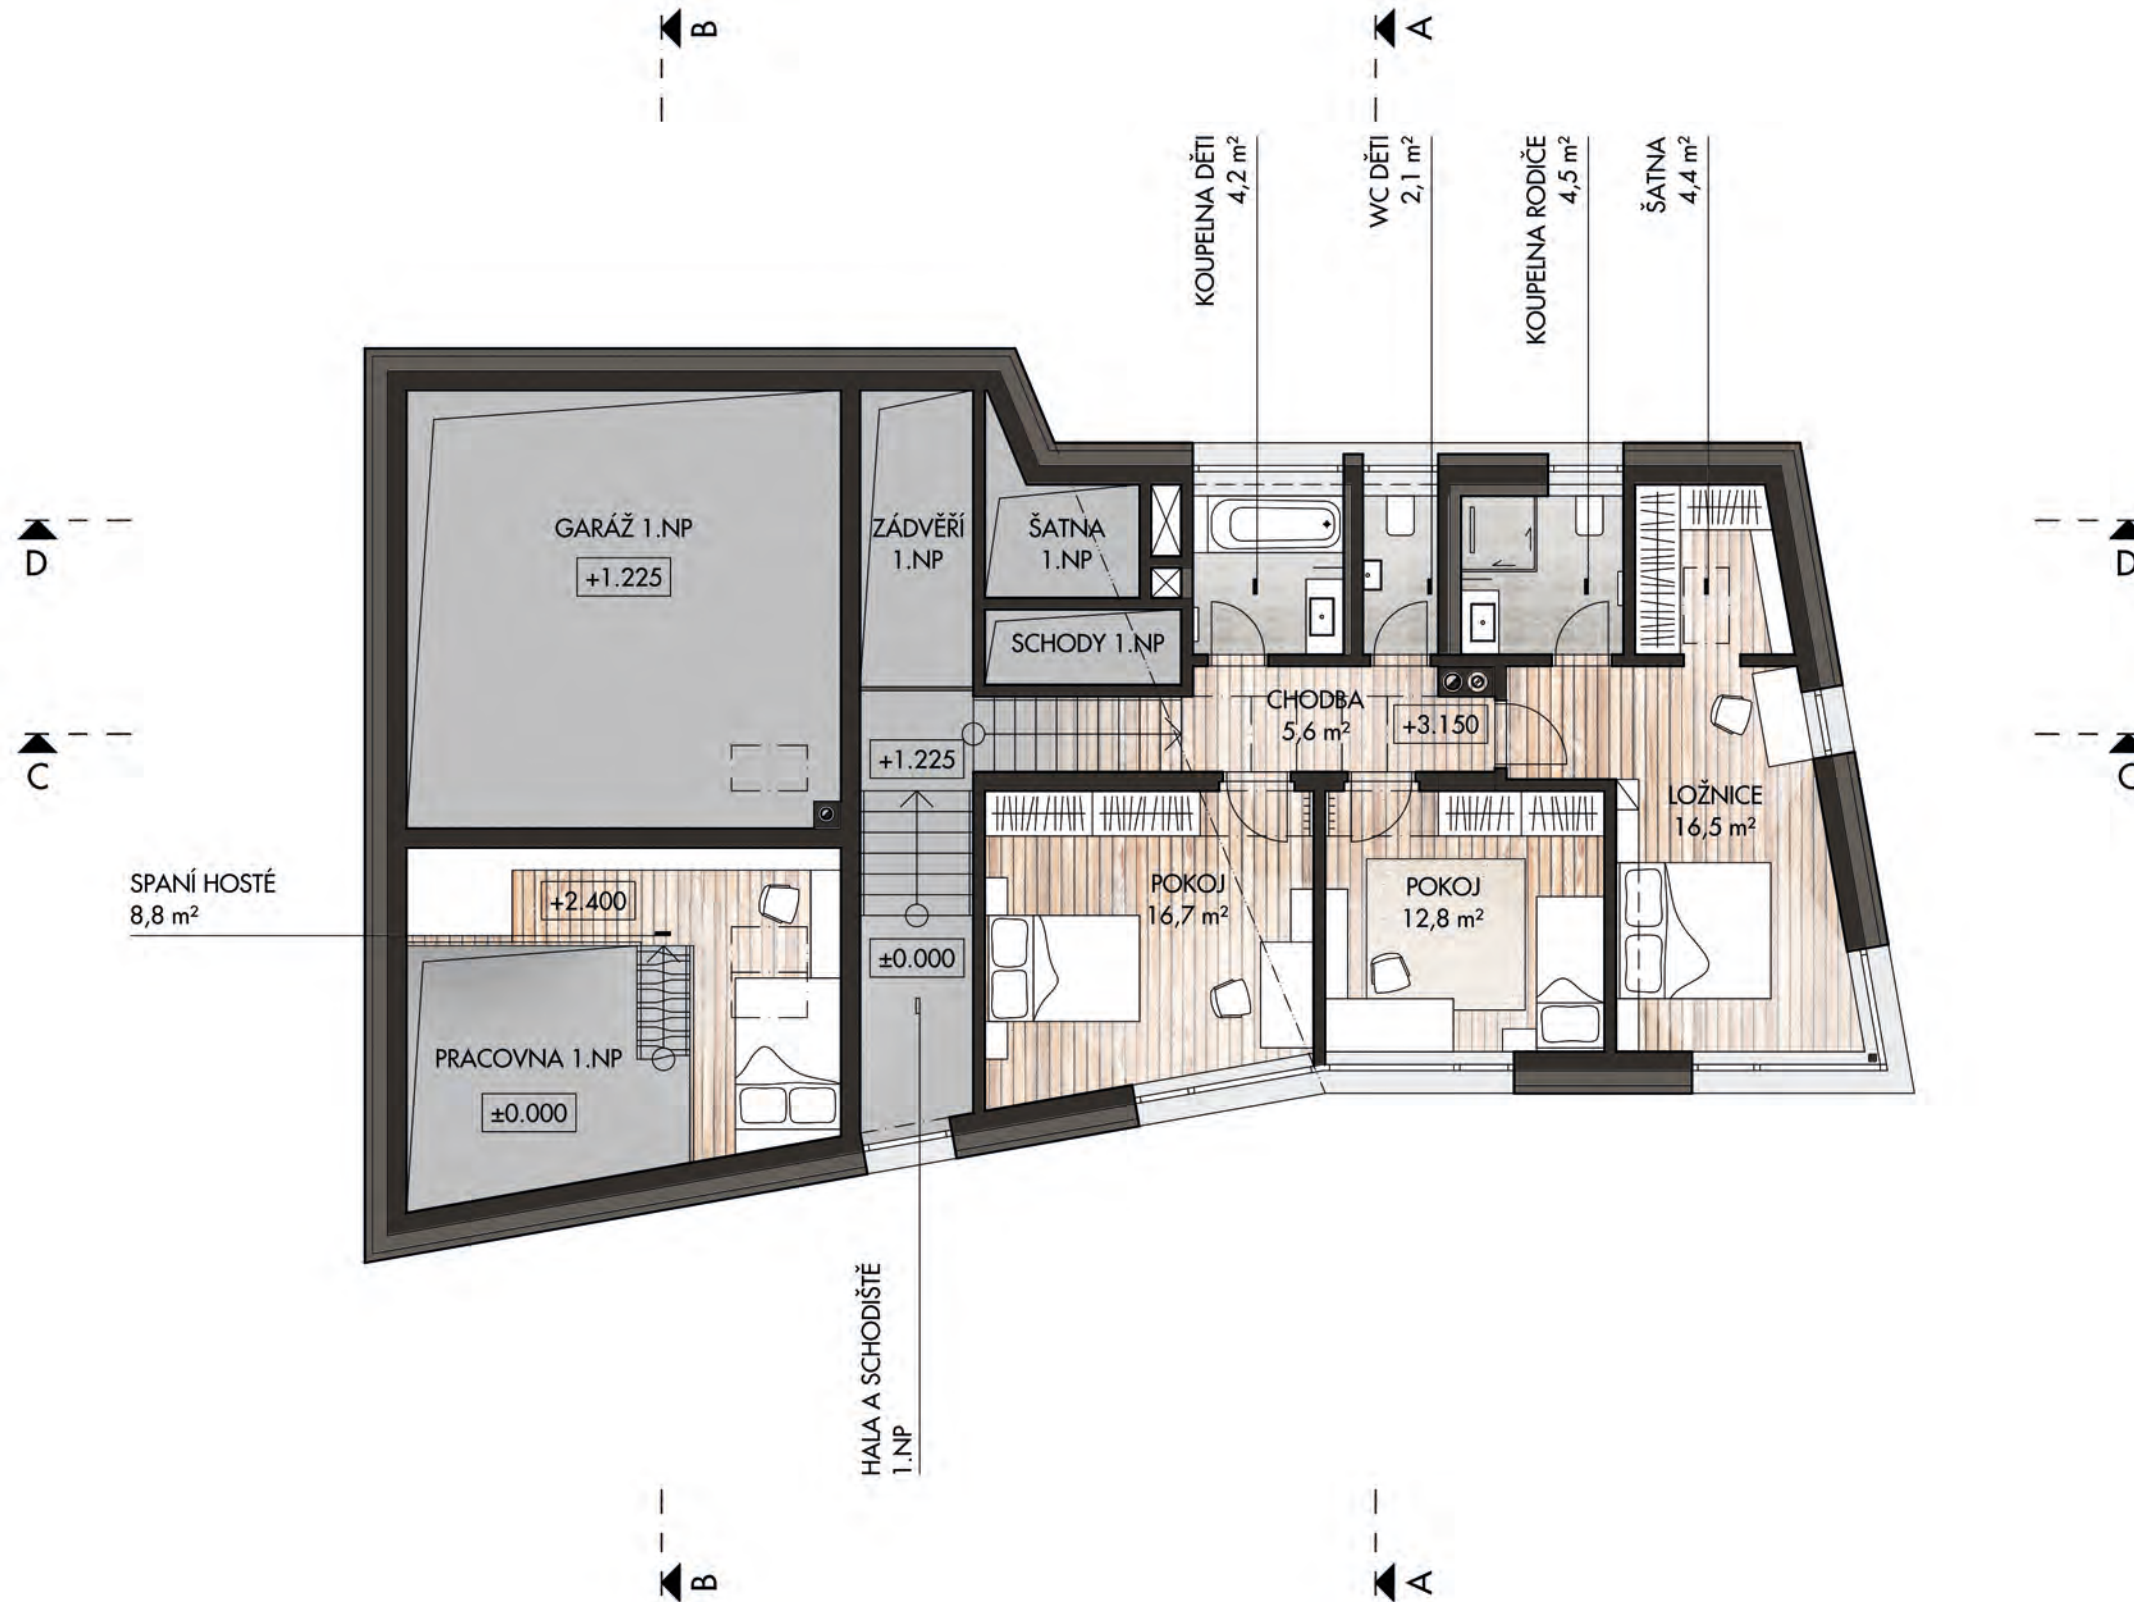 B
A
KOUPELNA DĚTI
4,2 m²
WC DĚTI
2,1 m²
KOUPELNA RODIČE
4,5 m²
ŠATNA
4,4 m²
D
D
GARÁŽ 1.NP
+1.225
ZÁDVĚŘÍ
1.NP
ŠATNA
1.NP
SCHODY 1.NP
C
C
CHODBA
5,6 m²
+3.150
+1.225
LOŽNICE
16,5 m²
SPANÍ HOSTÉ
8,8 m²
+2.400
POKOJ
16,7 m²
POKOJ
12,8 m²
±0.000
PRACOVNA 1.NP
±0.000
HALA A SCHODIŠTĚ
1.NP
B
A